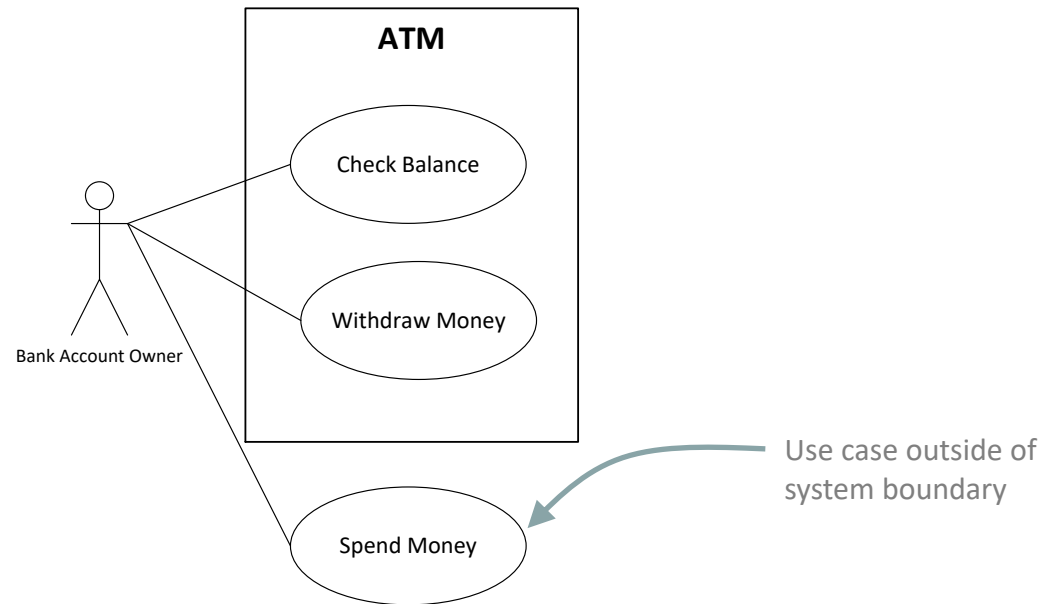 ATM
Check Balance
Withdraw Money
Bank Account Owner
Use case outside of
system boundary
Spend Money